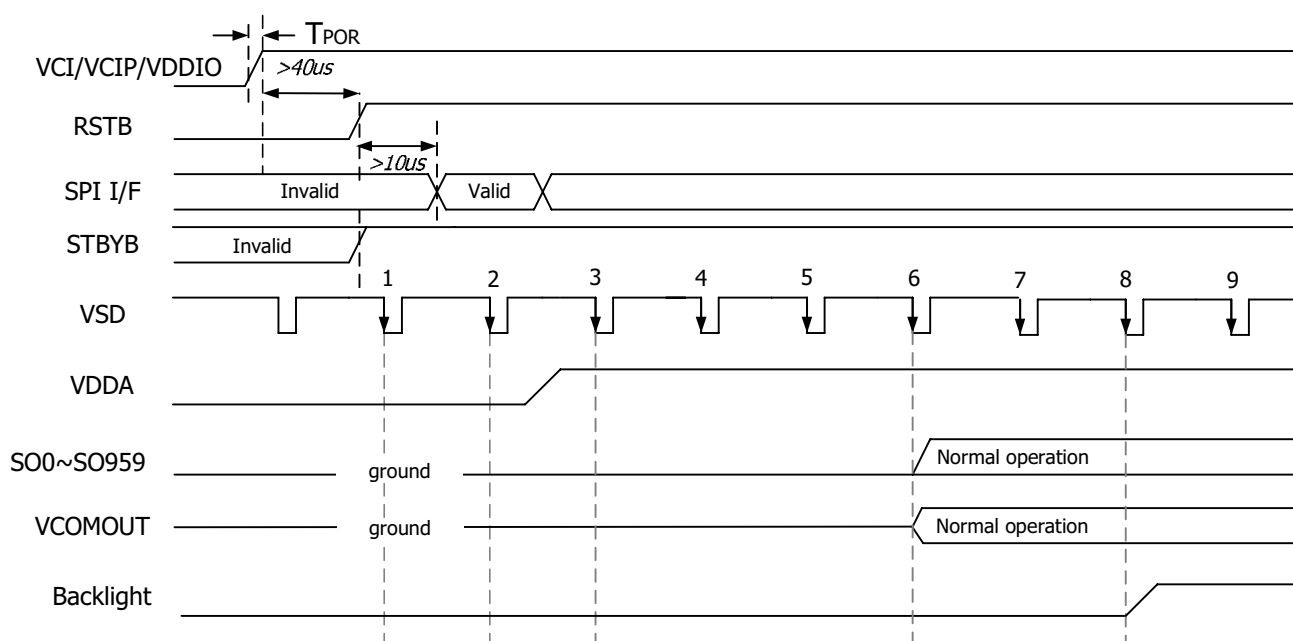 TPOR
VCI/VCIP/VDDIO
>40us
RSTB
>10us
SPI I/F
Invalid
Valid
STBYB
Invalid
1 2 3 4 5 6 7 8 9
VSD
VDDA
SO0~SO959
ground
Normal operation
VCOMOUT
ground
Normal operation
Backlight